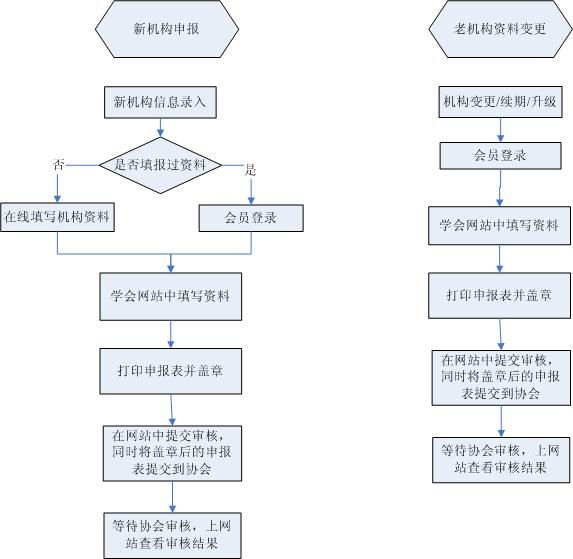 新机构申报
新机构信息录入
是否填报过资料
否
是
在线填写机构资料
会员登录
学会网站中填写资料
打印申报表并盖章
在网站中提交审核，
同时将盖章后的申报
表提交到协会
等待协会审核，上网
站查看审核结果
老机构资料变更
机构变更/续期/升级
会员登录
学会网站中填写资料
打印申报表并盖章
在网站中提交审核，
同时将盖章后的申报
表提交到协会
等待协会审核，上网
站查看审核结果